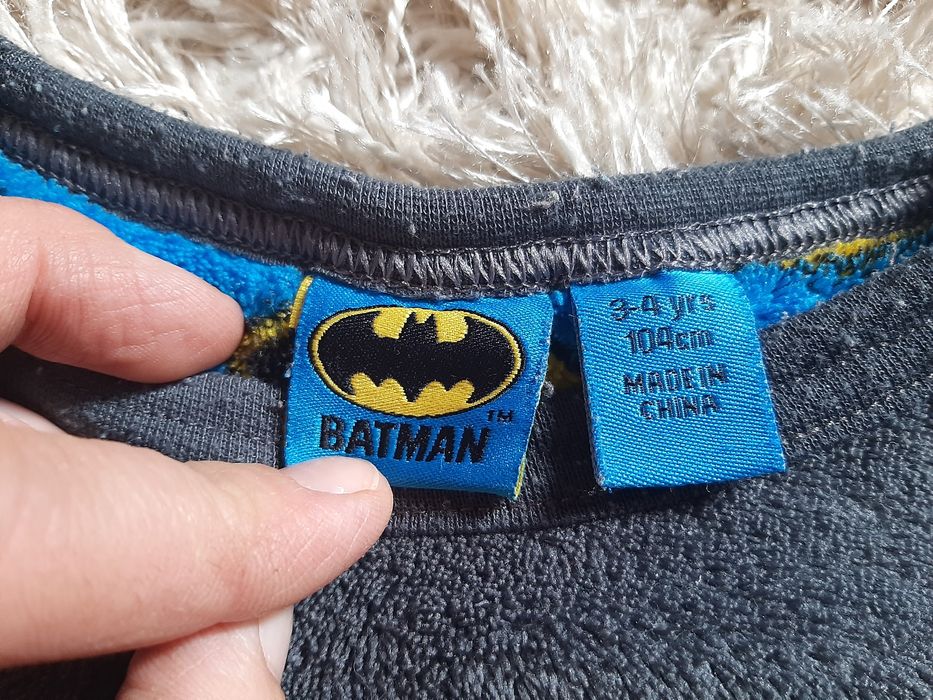 BATMAN™
3-4 yrs
104cm
MADE IN
CHINA